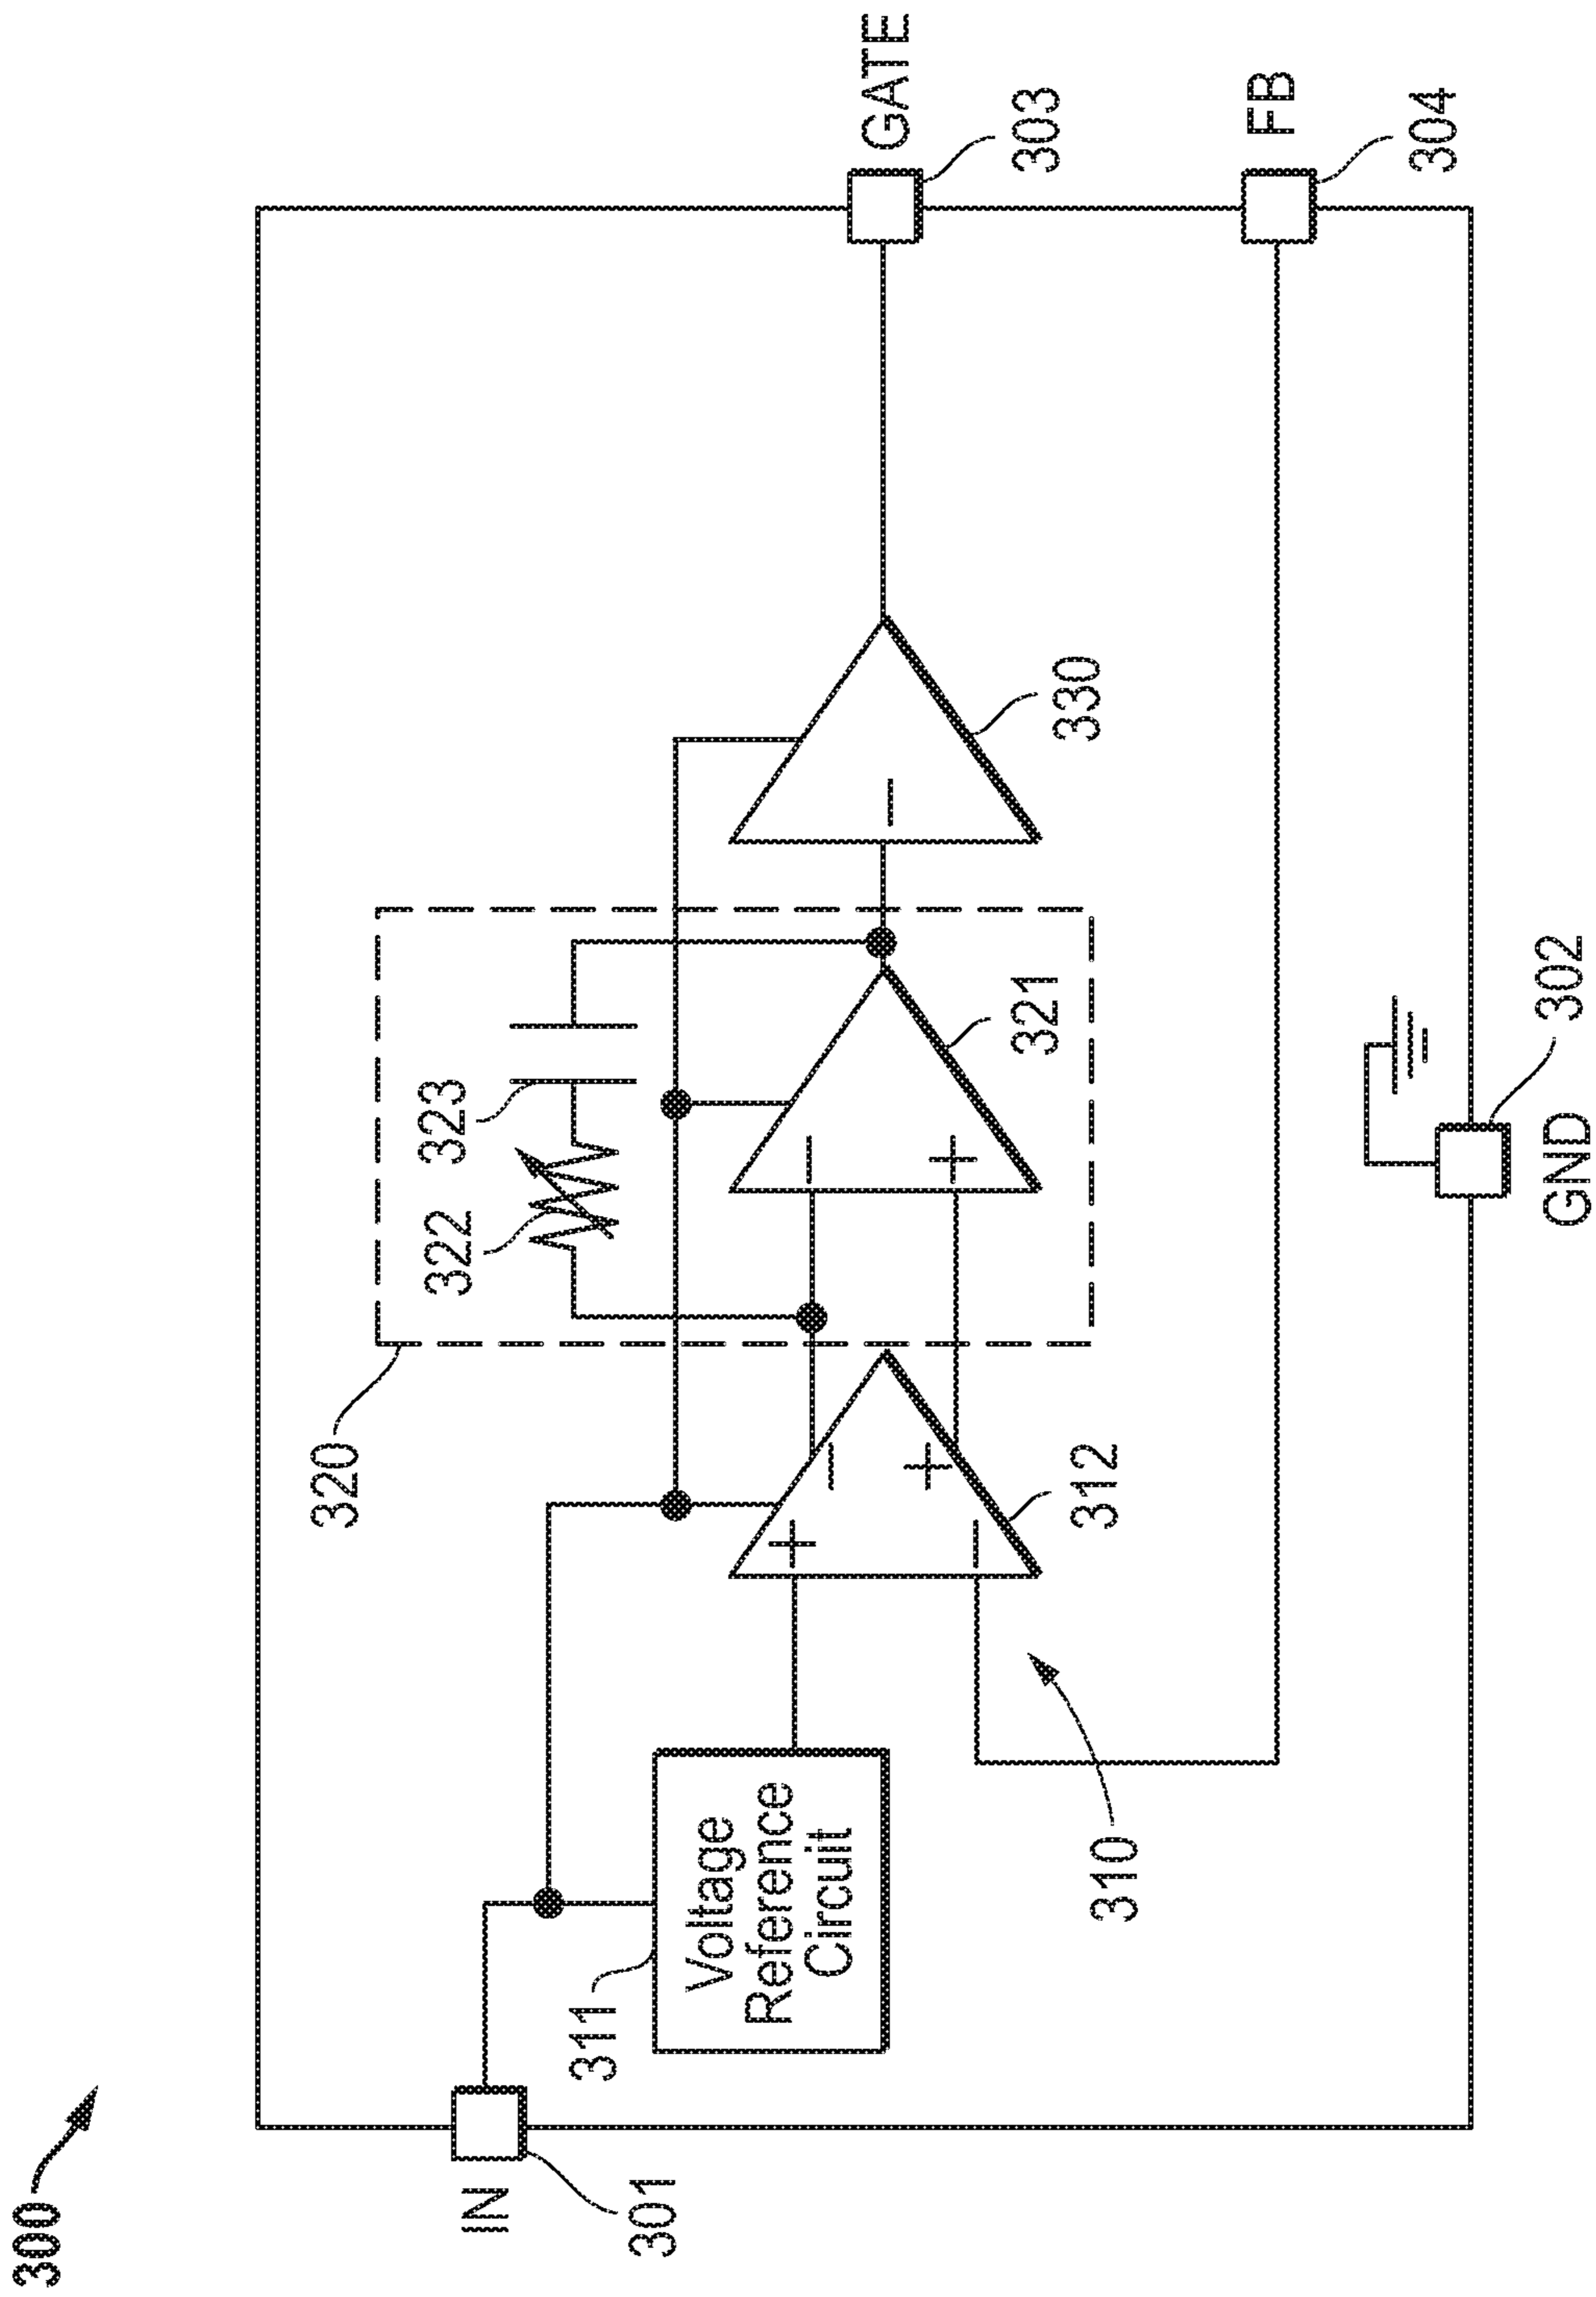 300
IN
301
311
Voltage
Reference
Circuit
310
+
−
−
+
312
320
322
323
−
+
321
−
330
GATE
303
FB
304
GND
302